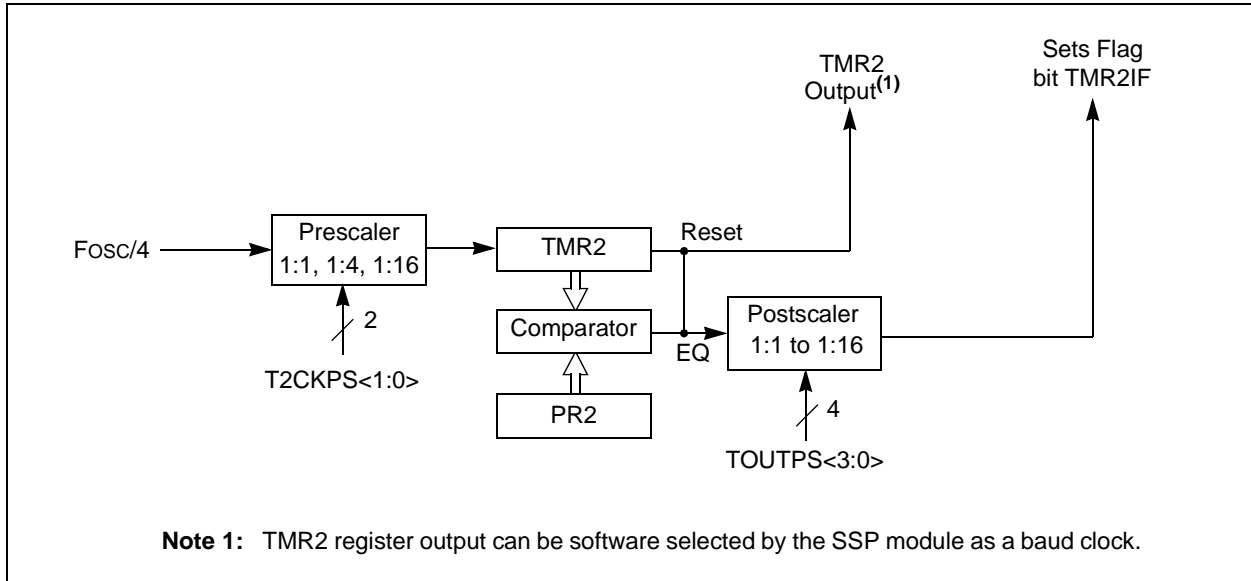 TMR2
Output(1)
Sets Flag
bit TMR2IF
Fosc/4
Prescaler
1:1, 1:4, 1:16
2
T2CKPS<1:0>
TMR2
Reset
Comparator
EQ
PR2
Postscaler
1:1 to 1:16
4
TOUTPS<3:0>
Note 1: TMR2 register output can be software selected by the SSP module as a baud clock.